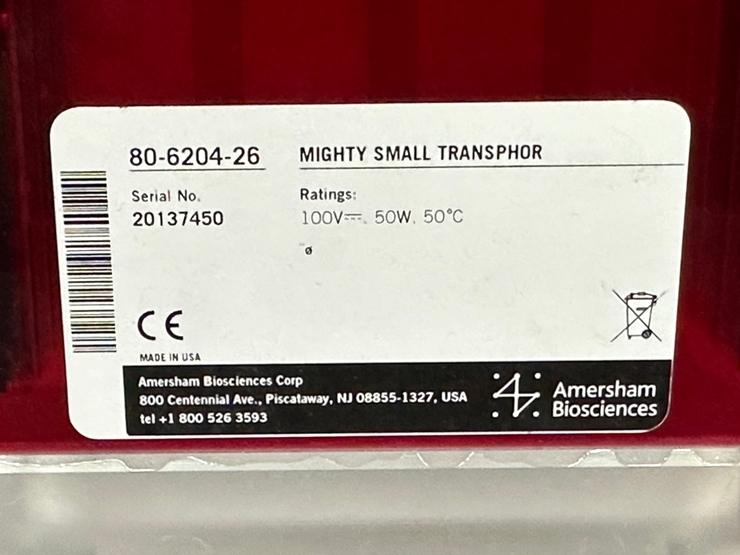 80-6204-26 MIGHTY SMALL TRANSPHOR
Serial No. Ratings:
20137450 100V⎓, 50W, 50°C
ø
CE
MADE IN USA
Amersham Biosciences Corp
800 Centennial Ave., Piscataway, NJ 08855-1327, USA
tel +1 800 526 3593
Amersham
Biosciences